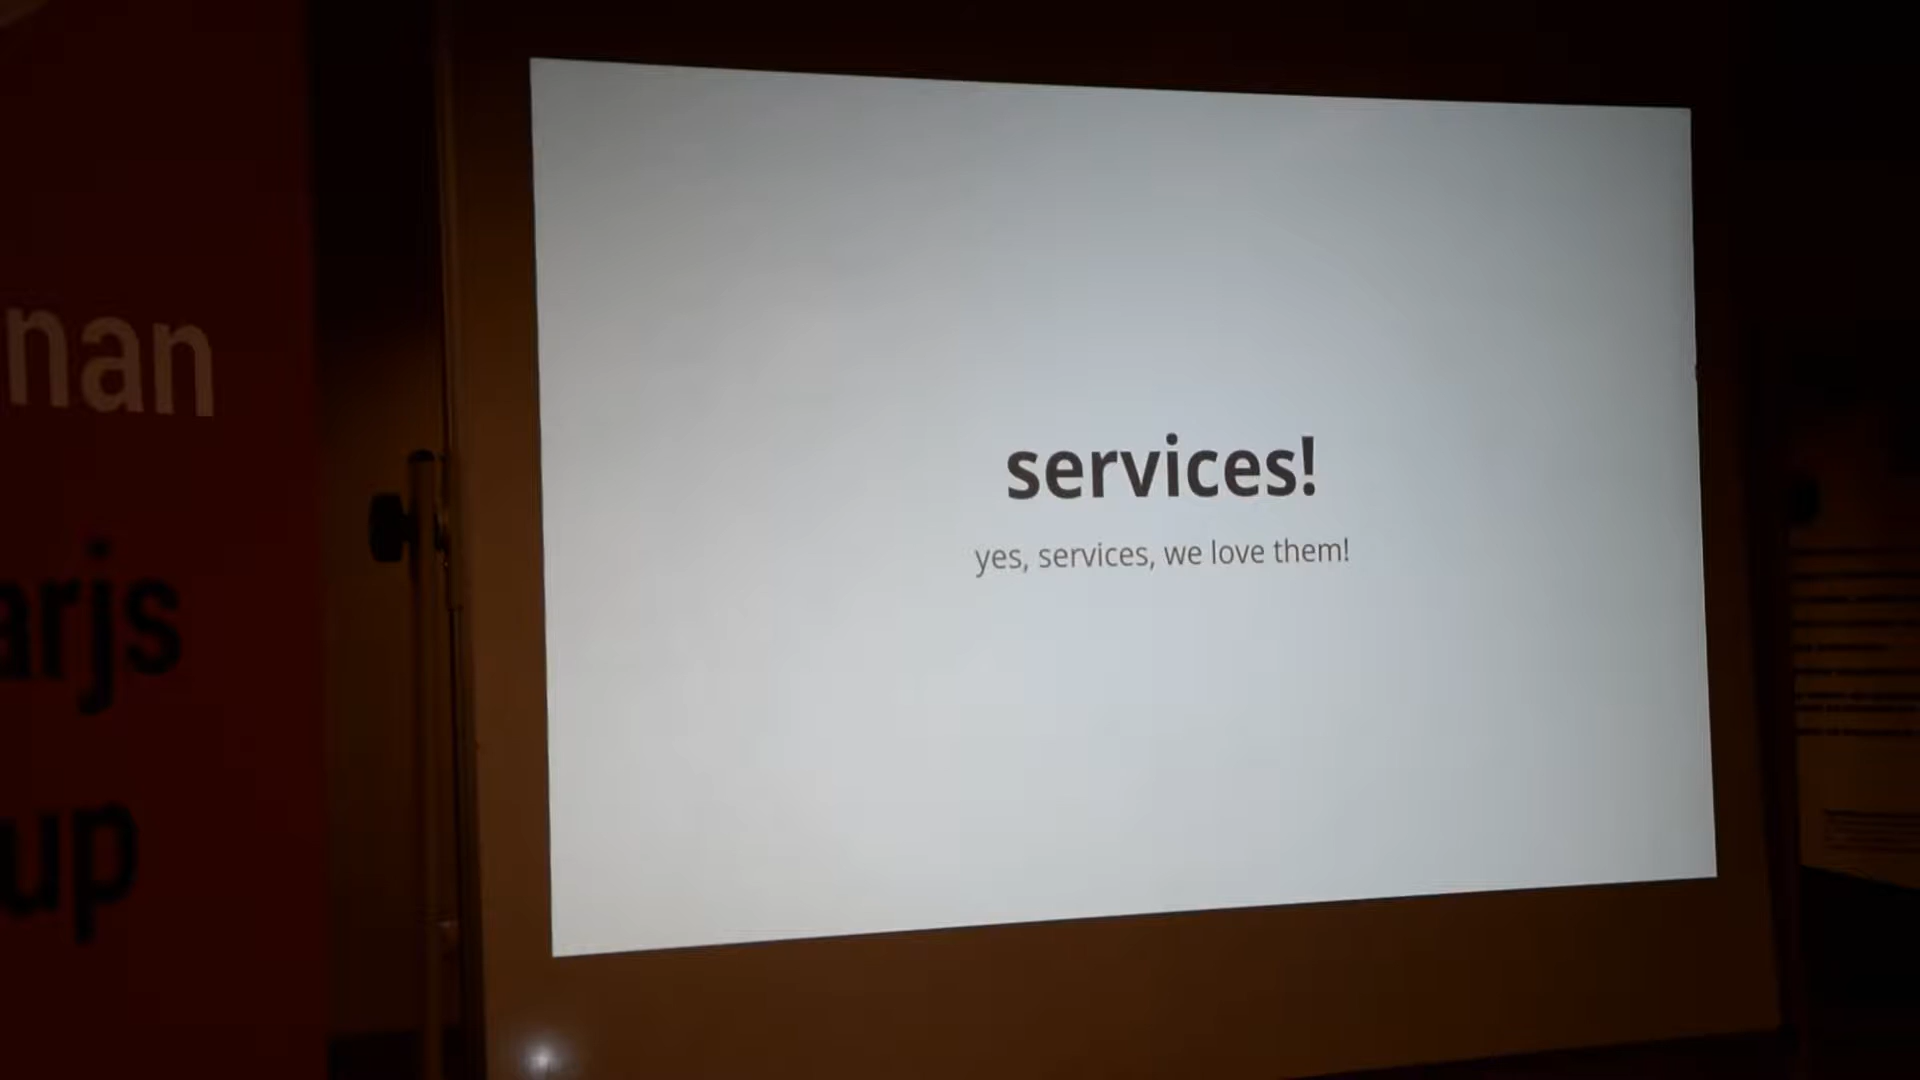 nan
arjs
up
services!
yes, services, we love them!